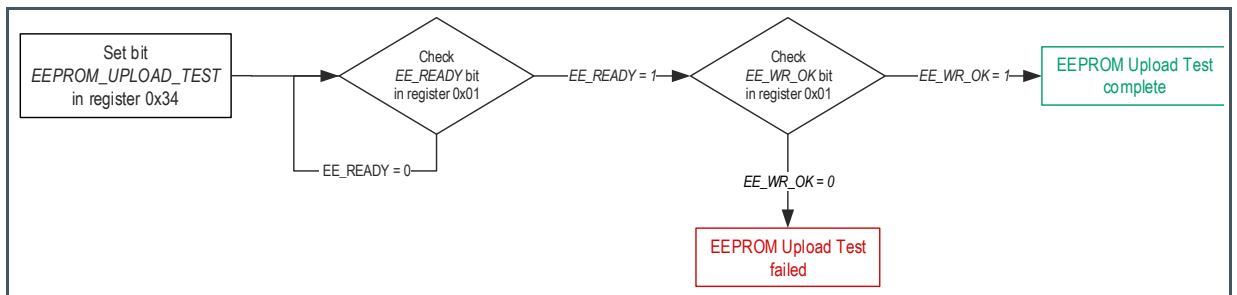 Set bit
EEPROM_UPLOAD_TEST
in register 0x34
Check
EE_READY bit
in register 0x01
EE_READY = 1
EE_READY = 0
Check
EE_WR_OK bit
in register 0x01
EE_WR_OK = 1
EEPROM Upload Test
complete
EE_WR_OK = 0
EEPROM Upload Test
failed